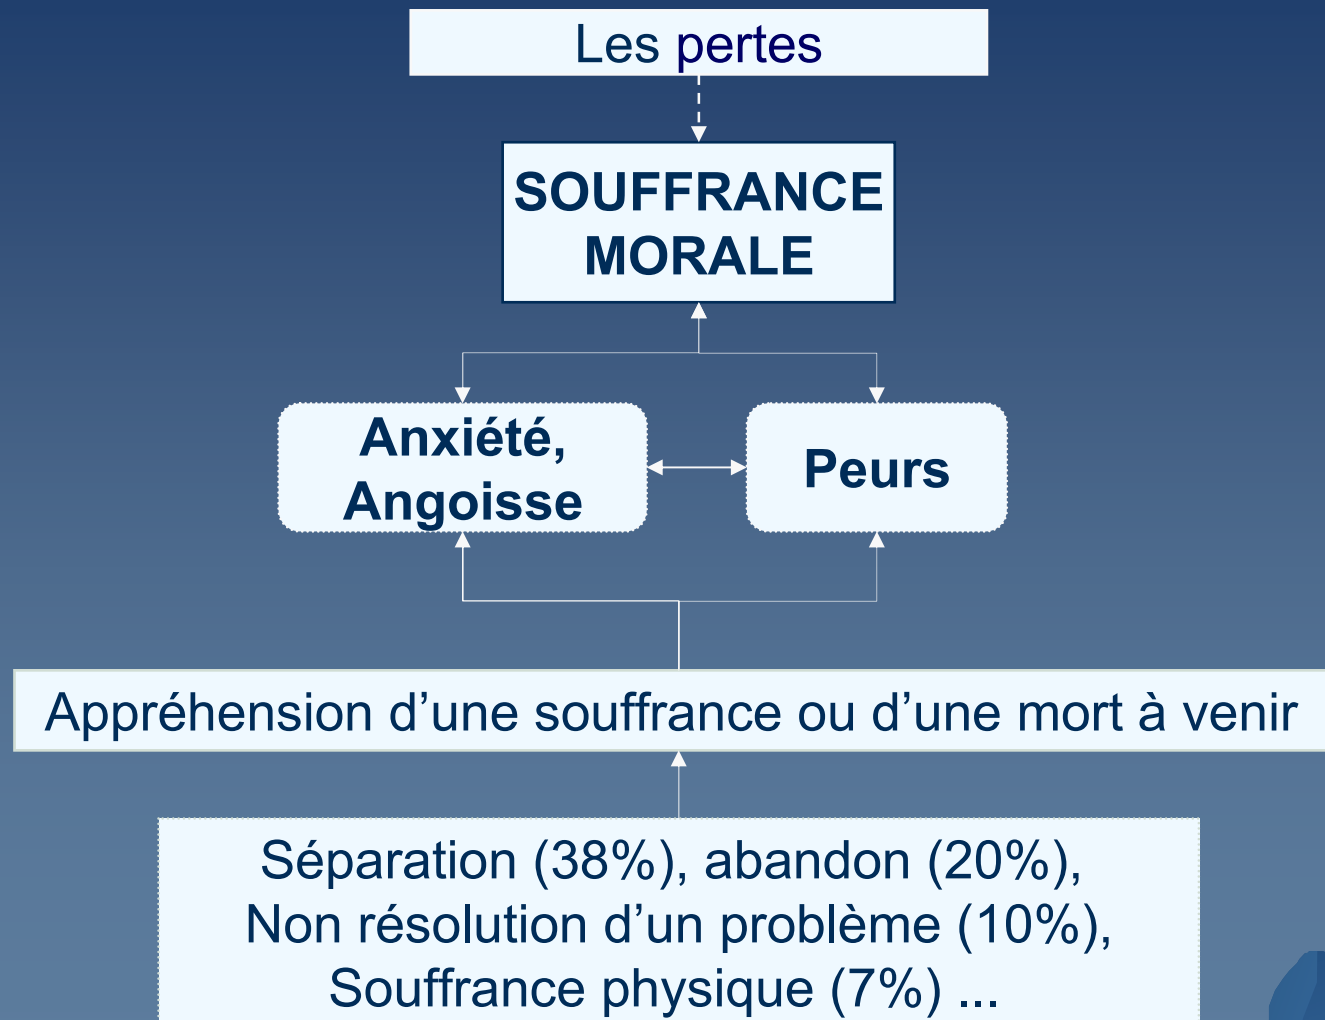 Les pertes
SOUFFRANCE
MORALE
Anxiété,
Angoisse
Peurs
Appréhension d’une souffrance ou d’une mort à venir
Séparation (38%), abandon (20%),
Non résolution d’un problème (10%),
Souffrance physique (7%) ...